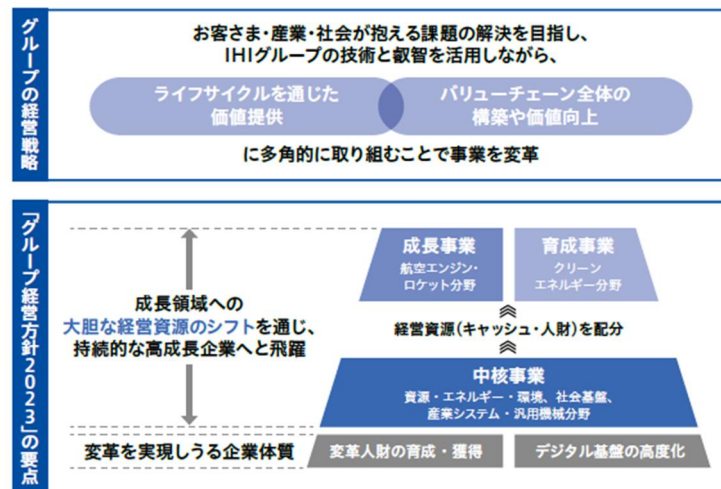 グループの経営戦略
お客さま・産業・社会が抱える課題の解決を目指し、
IHIグループの技術と叡智を活用しながら、
ライフサイクルを通じた
価値提供
バリューチェーン全体の
構築や価値向上
に多角的に取り組むことで事業を変革
「グループ経営方針2023」の要点
成長領域への
大胆な経営資源のシフトを通じ、
持続的な高成長企業へと飛躍
変革を実現しうる企業体質
成長事業
航空エンジン・
ロケット分野
育成事業
クリーン
エネルギー分野
経営資源(キャッシュ・人財)を配分
中核事業
資源・エネルギー・環境、社会基盤、
産業システム・汎用機械分野
変革人財の育成・獲得
デジタル基盤の高度化